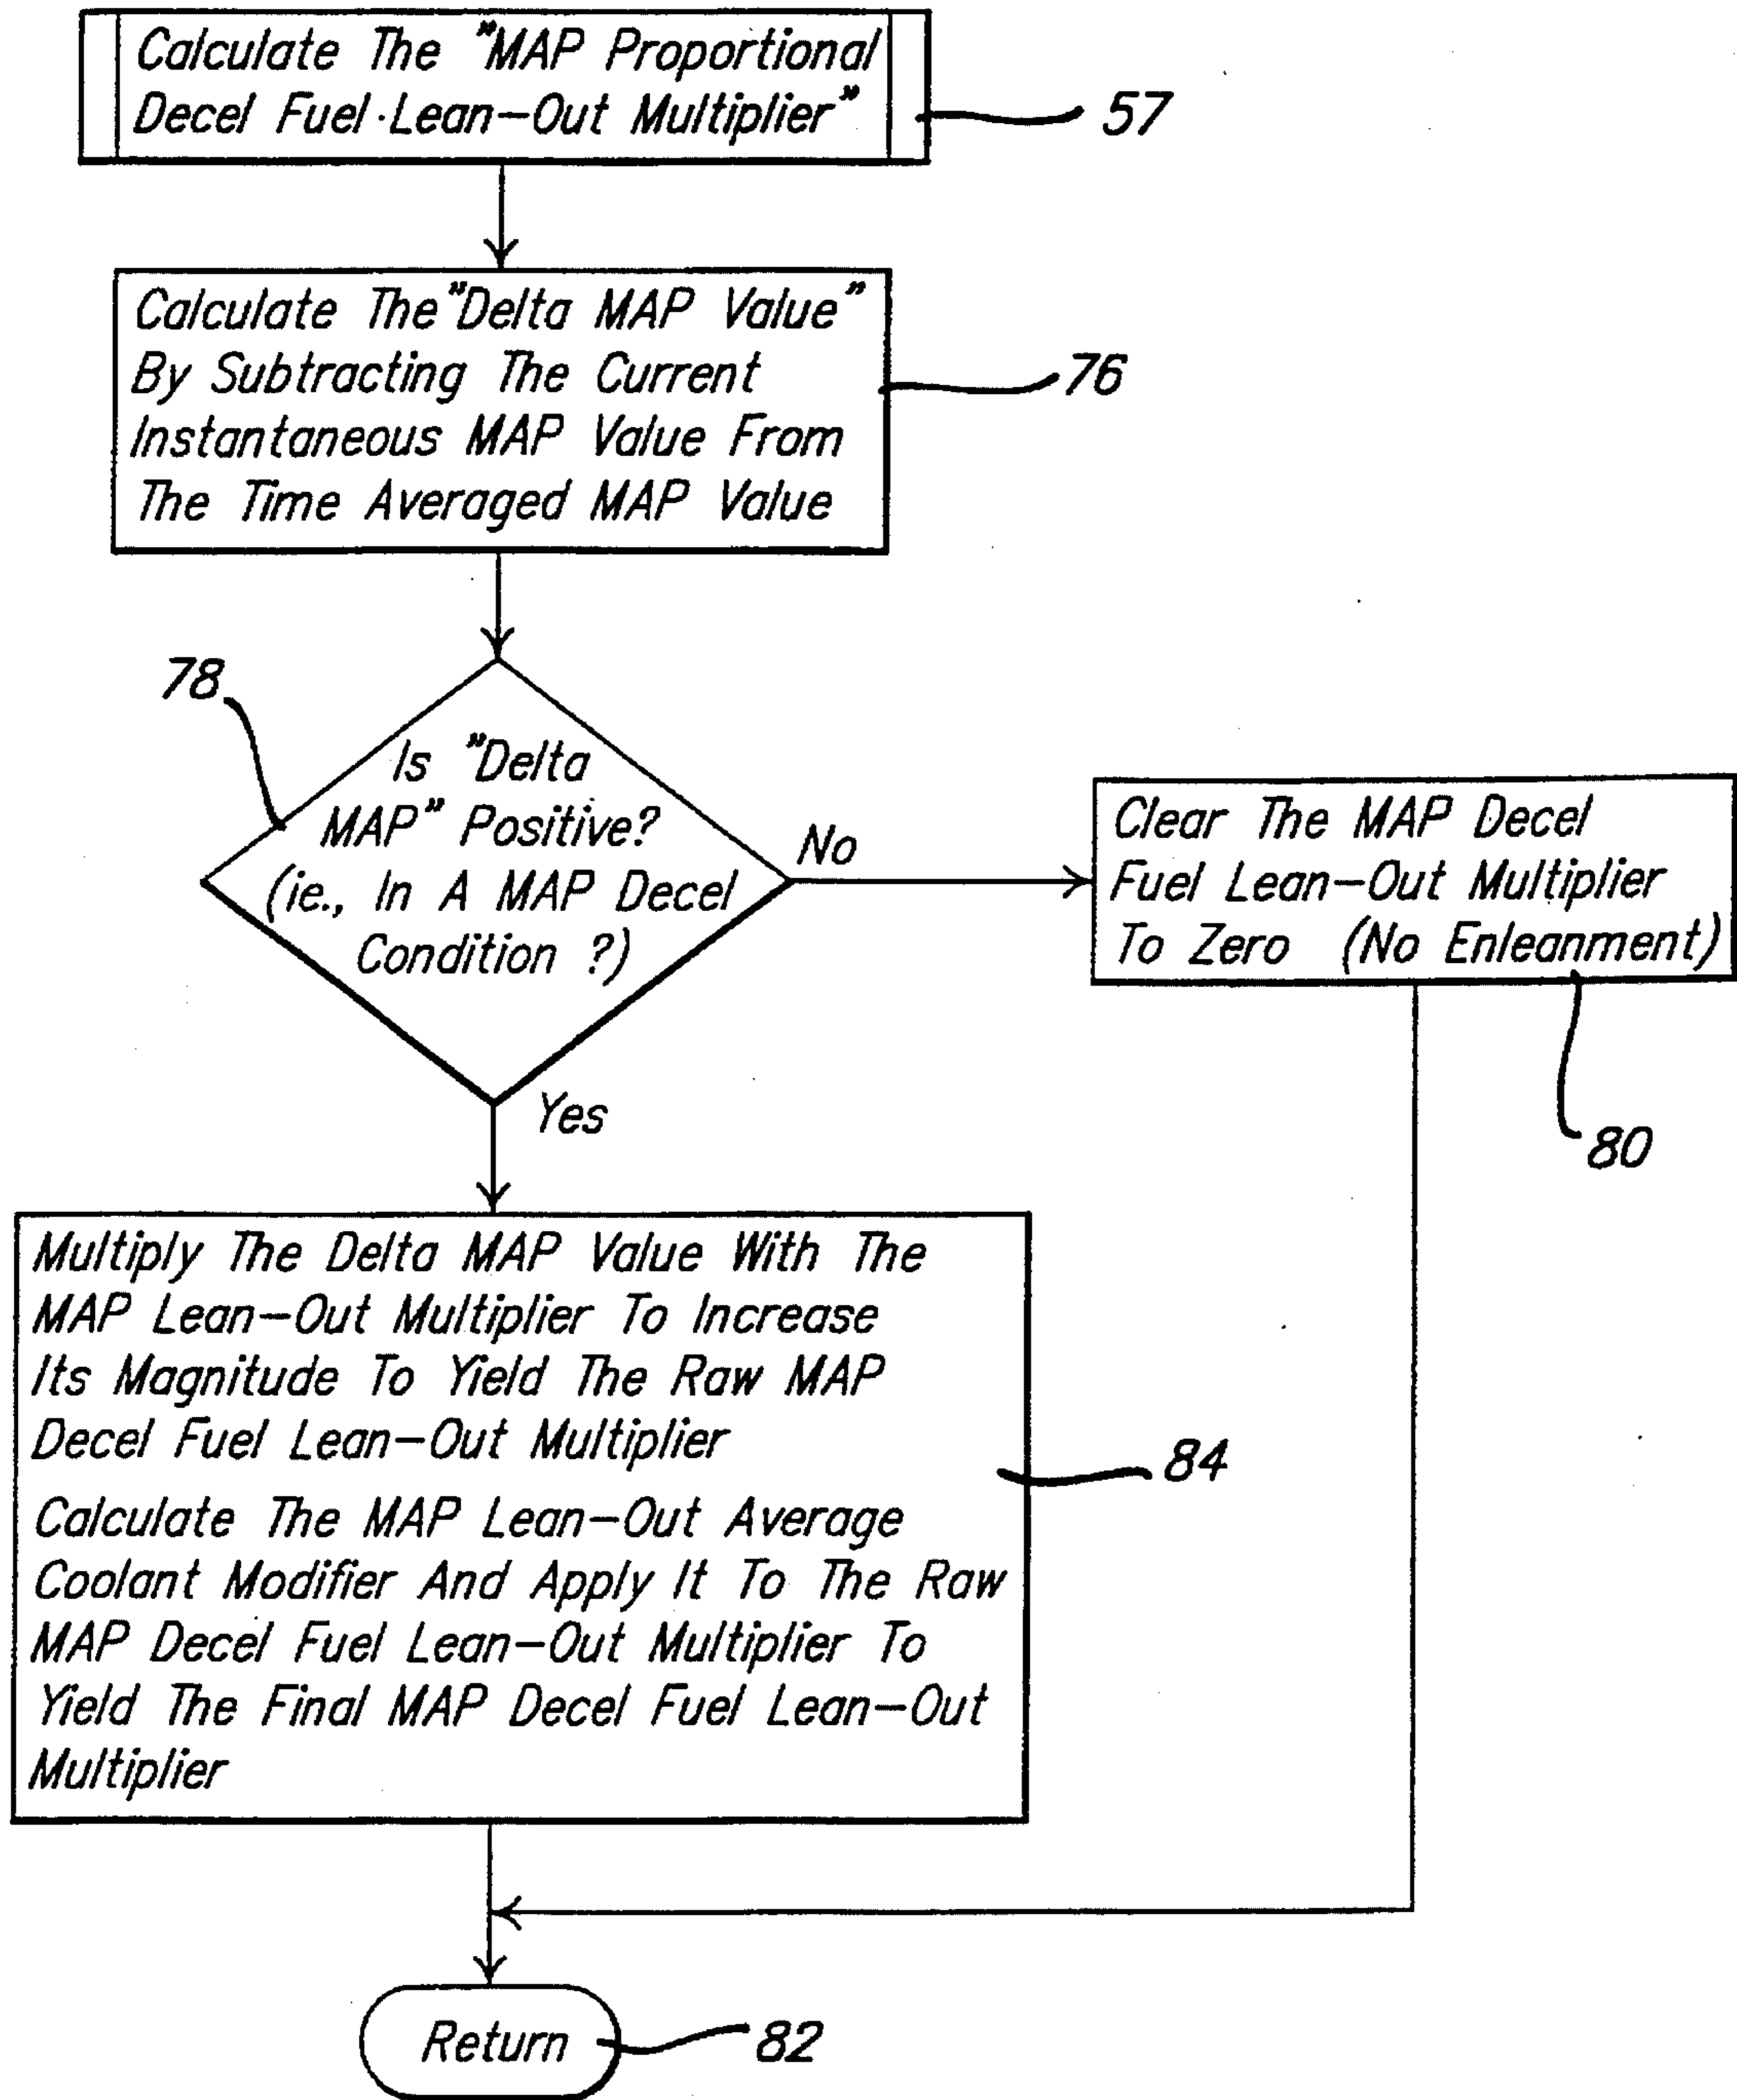 Calculate The "MAP Proportional
Decel Fuel Lean-Out Multiplier"
57
Calculate The "Delta MAP Value"
By Subtracting The Current
Instantaneous MAP Value From
The Time Averaged MAP Value
76
78
Is "Delta
MAP" Positive?
(ie., In A MAP Decel
Condition ?)
No
Yes
Clear The MAP Decel
Fuel Lean-Out Multiplier
To Zero (No Enleanment)
80
Multiply The Delta MAP Value With The
MAP Lean-Out Multiplier To Increase
Its Magnitude To Yield The Raw MAP
Decel Fuel Lean-Out Multiplier
Calculate The MAP Lean-Out Average
Coolant Modifier And Apply It To The Raw
MAP Decel Fuel Lean-Out Multiplier To
Yield The Final MAP Decel Fuel Lean-Out
Multiplier
84
Return
82